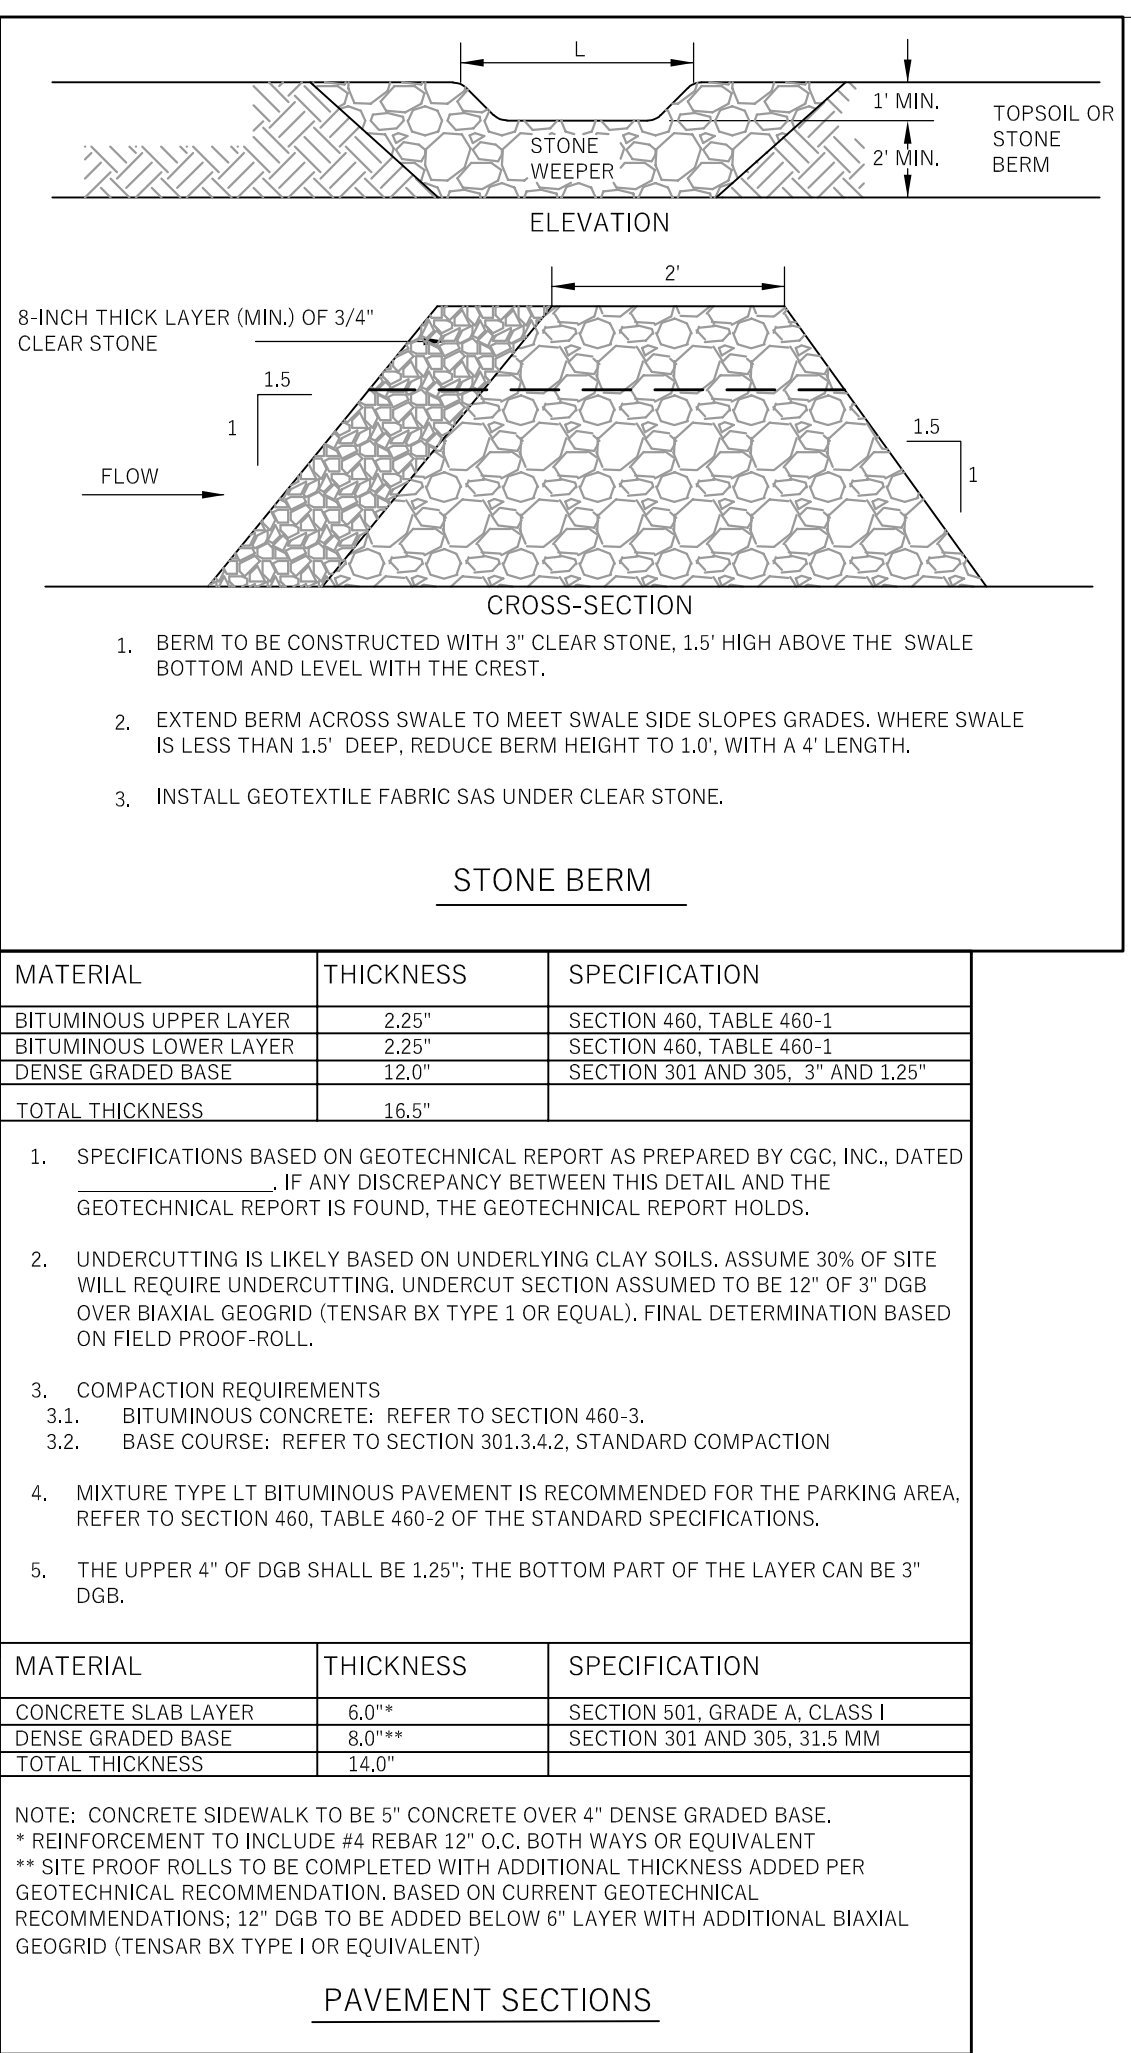 L
1' MIN.
TOPSOIL OR
STONE
BERM
2' MIN.
STONE
WEEPER
ELEVATION
2'
8-INCH THICK LAYER (MIN.) OF 3/4"
CLEAR STONE
1.5
1
1.5
1
FLOW
CROSS-SECTION
1. BERM TO BE CONSTRUCTED WITH 3" CLEAR STONE, 1.5' HIGH ABOVE THE SWALE
BOTTOM AND LEVEL WITH THE CREST.
2. EXTEND BERM ACROSS SWALE TO MEET SWALE SIDE SLOPES GRADES. WHERE SWALE
IS LESS THAN 1.5' DEEP, REDUCE BERM HEIGHT TO 1.0', WITH A 4' LENGTH.
3. INSTALL GEOTEXTILE FABRIC SAS UNDER CLEAR STONE.
STONE BERM
MATERIAL THICKNESS SPECIFICATION
BITUMINOUS UPPER LAYER 2.25" SECTION 460, TABLE 460-1
BITUMINOUS LOWER LAYER 2.25" SECTION 460, TABLE 460-1
DENSE GRADED BASE 12.0" SECTION 301 AND 305, 3" AND 1.25"
TOTAL THICKNESS 16.5"
1. SPECIFICATIONS BASED ON GEOTECHNICAL REPORT AS PREPARED BY CGC, INC., DATED
________________. IF ANY DISCREPANCY BETWEEN THIS DETAIL AND THE
GEOTECHNICAL REPORT IS FOUND, THE GEOTECHNICAL REPORT HOLDS.
2. UNDERCUTTING IS LIKELY BASED ON UNDERLYING CLAY SOILS. ASSUME 30% OF SITE
WILL REQUIRE UNDERCUTTING. UNDERCUT SECTION ASSUMED TO BE 12" OF 3" DGB
OVER BIAXIAL GEOGRID (TENSAR BX TYPE 1 OR EQUAL). FINAL DETERMINATION BASED
ON FIELD PROOF-ROLL.
3. COMPACTION REQUIREMENTS
3.1. BITUMINOUS CONCRETE: REFER TO SECTION 460-3.
3.2. BASE COURSE: REFER TO SECTION 301.3.4.2, STANDARD COMPACTION
4. MIXTURE TYPE LT BITUMINOUS PAVEMENT IS RECOMMENDED FOR THE PARKING AREA,
REFER TO SECTION 460, TABLE 460-2 OF THE STANDARD SPECIFICATIONS.
5. THE UPPER 4" OF DGB SHALL BE 1.25"; THE BOTTOM PART OF THE LAYER CAN BE 3"
DGB.
MATERIAL THICKNESS SPECIFICATION
CONCRETE SLAB LAYER 6.0"* SECTION 501, GRADE A, CLASS I
DENSE GRADED BASE 8.0"** SECTION 301 AND 305, 31.5 MM
TOTAL THICKNESS 14.0"
NOTE: CONCRETE SIDEWALK TO BE 5" CONCRETE OVER 4" DENSE GRADED BASE.
* REINFORCEMENT TO INCLUDE #4 REBAR 12" O.C. BOTH WAYS OR EQUIVALENT
** SITE PROOF ROLLS TO BE COMPLETED WITH ADDITIONAL THICKNESS ADDED PER
GEOTECHNICAL RECOMMENDATION. BASED ON CURRENT GEOTECHNICAL
RECOMMENDATIONS; 12" DGB TO BE ADDED BELOW 6" LAYER WITH ADDITIONAL BIAXIAL
GEOGRID (TENSAR BX TYPE I OR EQUIVALENT)
PAVEMENT SECTIONS